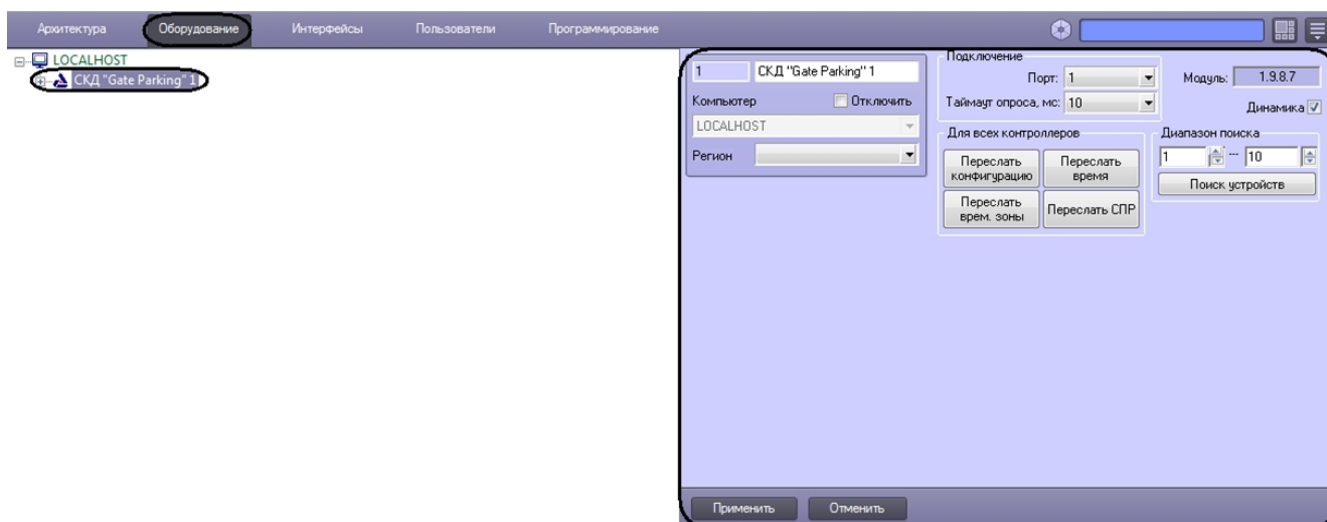 Архитектура Оборудование Интерфейсы Пользователи Программирование
LOCALHOST
СКД "Gate Parking" 1
1 СКД "Gate Parking" 1
Компьютер Отключить
LOCALHOST
Регион
Подключение
Порт: 1
Таймаут опроса, мс: 10
Модуль: 1.9.8.7
Динамика
Для всех контроллеров
Переслать конфигурацию
Переслать время
Переслать врем. зоны
Переслать СПР
Диапазон поиска
1 ... 10
Поиск устройств
Применить Отменить